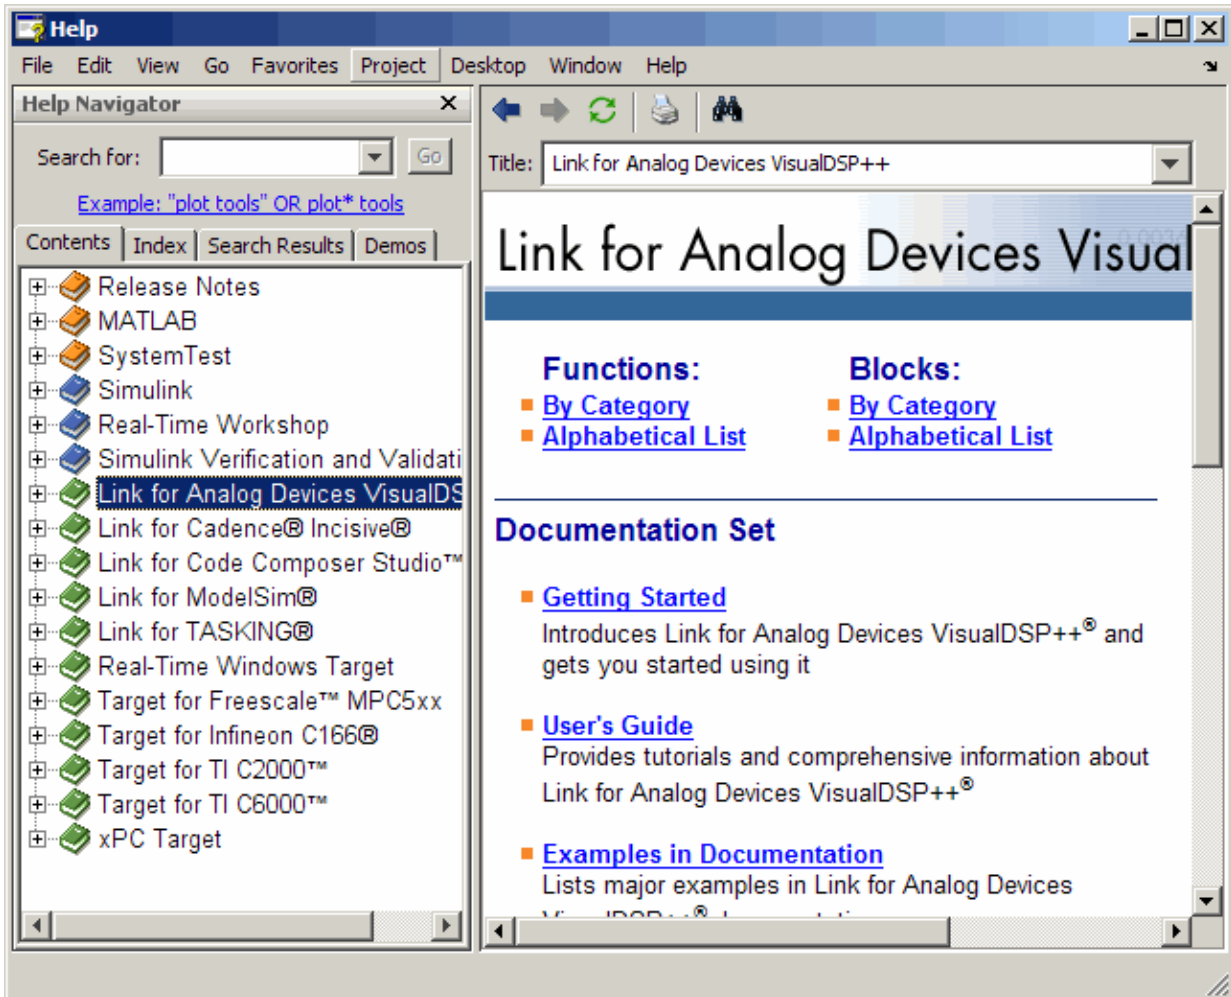 Help
File Edit View Go Favorites Project Desktop Window Help
Help Navigator
Search for:
Go
Example: "plot tools" OR plot* tools
Contents Index Search Results Demos
Release Notes
MATLAB
SystemTest
Simulink
Real-Time Workshop
Simulink Verification and Validati
Link for Analog Devices VisualDS
Link for Cadence® Incisive®
Link for Code Composer Studio™
Link for ModelSim®
Link for TASKING®
Real-Time Windows Target
Target for Freescale™ MPC5xx
Target for Infineon C166®
Target for TI C2000™
Target for TI C6000™
xPC Target
Title: Link for Analog Devices VisualDSP++
Link for Analog Devices Visual
Functions:
By Category
Alphabetical List
Blocks:
By Category
Alphabetical List
Documentation Set
Getting Started
Introduces Link for Analog Devices VisualDSP++® and
gets you started using it
User's Guide
Provides tutorials and comprehensive information about
Link for Analog Devices VisualDSP++®
Examples in Documentation
Lists major examples in Link for Analog Devices